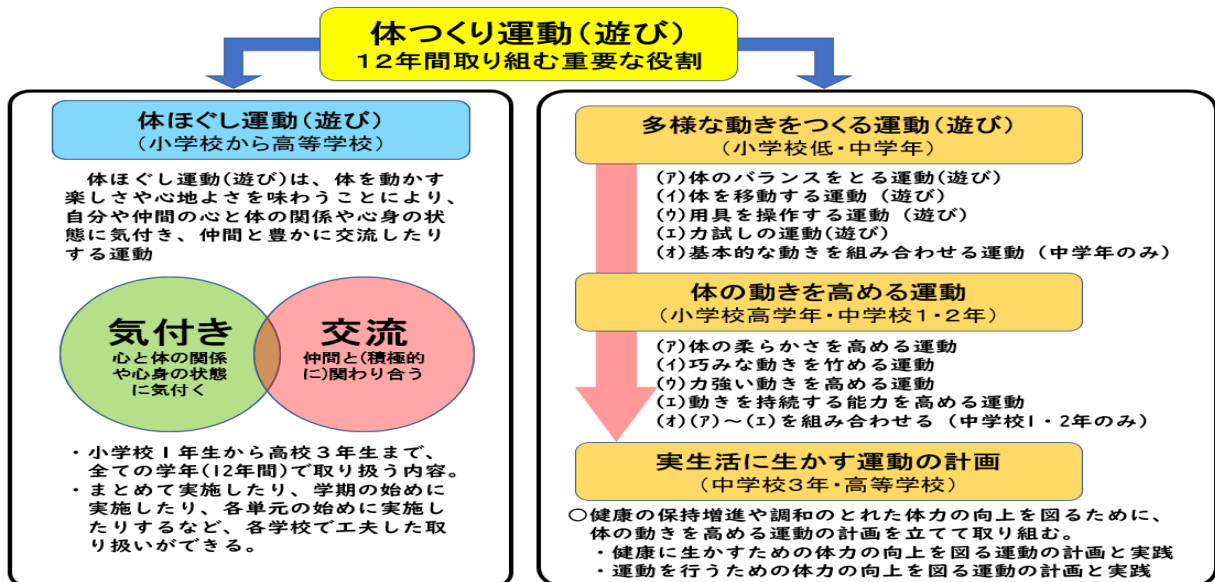 体つくり運動(遊び)
12年間取り組む重要な役割
体ほぐし運動(遊び)
(小学校から高等学校)
体ほぐし運動(遊び)は、体を動かす
楽しさや心地よさを味わうことにより、
自分や仲間の心と体の関係や心身の状
態に気付き、仲間と豊かに交流したり
する運動
気付き
心と体の関係
や心身の状態
に気付く
交流
仲間と(積極的
に)関わり合う
・小学校1年生から高校3年生まで、
全ての学年(12年間)で取り扱う内容。
・まとめて実施したり、学期の始めに
実施したり、各単元の始めに実施し
たりするなど、各学校で工夫した取
り扱いができる。
多様な動きをつくる運動(遊び)
(小学校低・中学年)
(ア)体のバランスをとる運動(遊び)
(イ)体を移動する運動 (遊び)
(ウ)用具を操作する運動 (遊び)
(エ)力試しの運動(遊び)
(オ)基本的な動きを組み合わせる運動 (中学年のみ)
体の動きを高める運動
(小学校高学年・中学校1・2年)
(ア)体の柔らかさを高める運動
(イ)巧みな動きを竹める運動
(ウ)力強い動きを高める運動
(エ)動きを持続する能力を高める運動
(オ)(ア)～(エ)を組み合わせる (中学校1・2年のみ)
実生活に生かす運動の計画
(中学校3年・高等学校)
○健康の保持増進や調和のとれた体力の向上を図るために、
体の動きを高める運動の計画を立てて取り組む。
・健康に生かすための体力の向上を図る運動の計画と実践
・運動を行うための体力の向上を図る運動の計画と実践